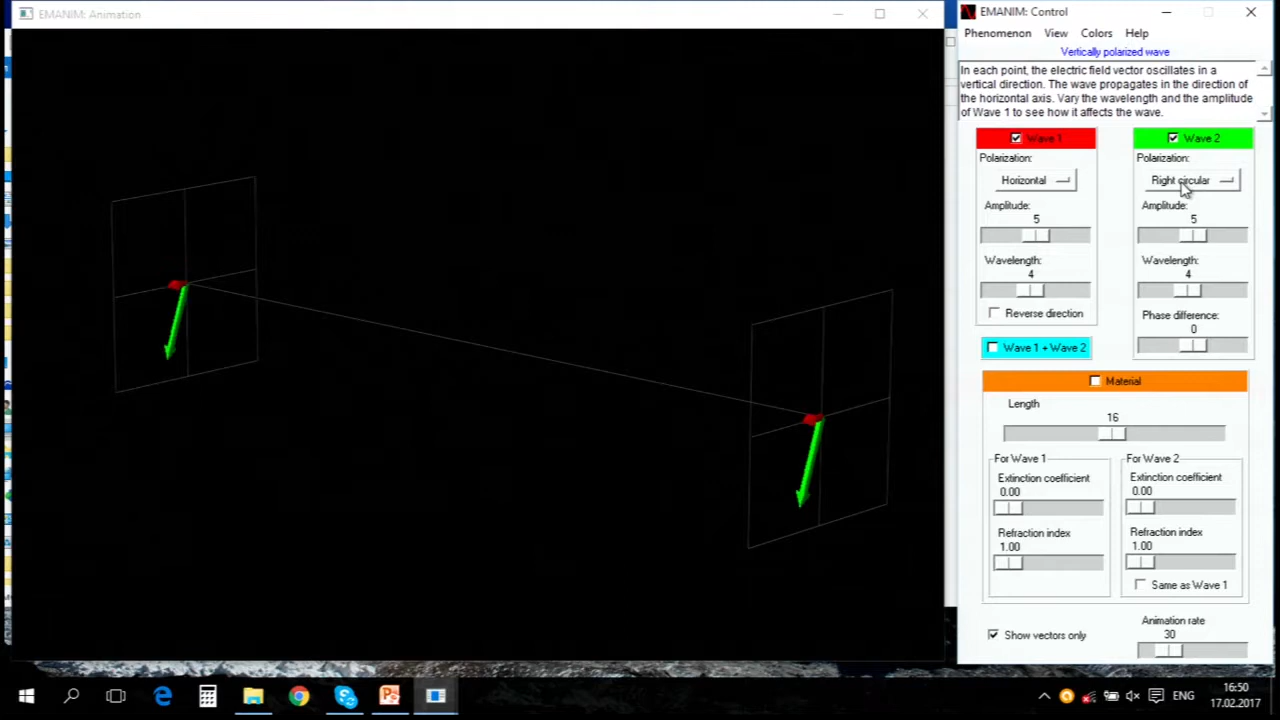 EMANIM: Animation
EMANIM: Control
Phenomenon View Colors Help
Vertically polarized wave
In each point, the electric field vector oscillates in a
vertical direction. The wave propagates in the direction of
the horizontal axis. Vary the wavelength and the amplitude
of Wave 1 to see how it affects the wave.
Wave 1
Polarization:
Horizontal
Amplitude:
5
Wavelength:
4
Reverse direction
Wave 2
Polarization:
Right circular
Amplitude:
5
Wavelength:
4
Phase difference:
0
Wave 1 + Wave 2
Material
Length
16
For Wave 1
Extinction coefficient
0.00
Refraction index
1.00
For Wave 2
Extinction coefficient
0.00
Refraction index
1.00
Same as Wave 1
Show vectors only
Animation rate
30
ENG
16:50
17.02.2017